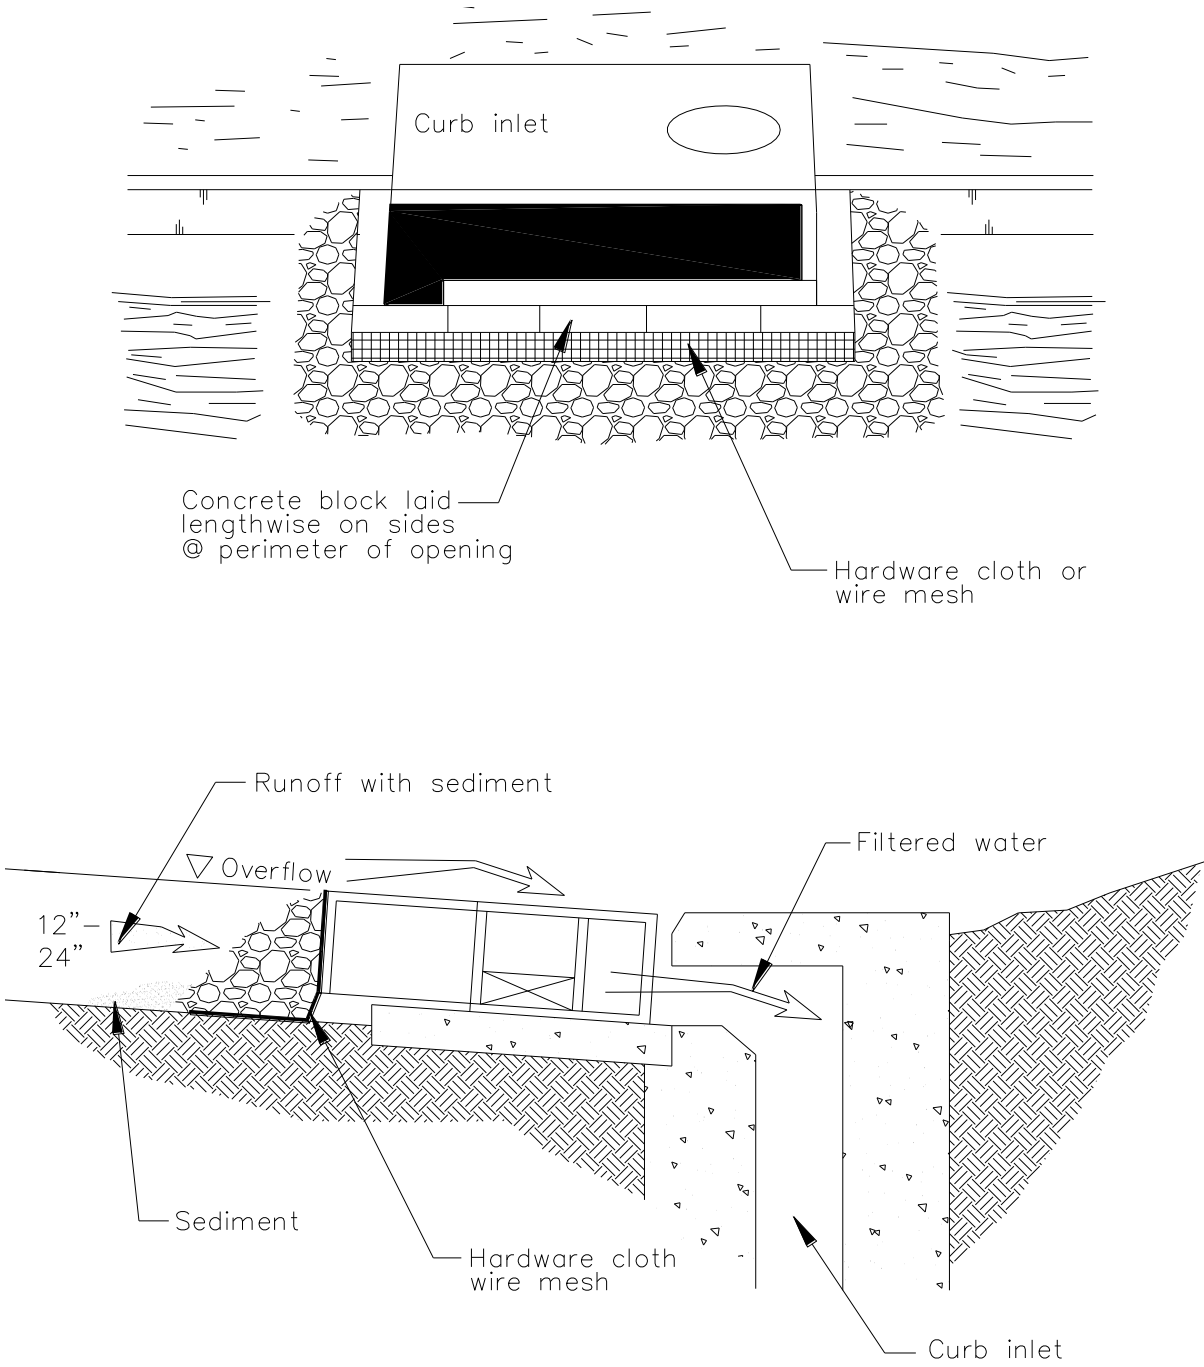 Curb inlet
Concrete block laid
lengthwise on sides
@ perimeter of opening
Hardware cloth or
wire mesh
Runoff with sediment
Overflow
Filtered water
12"–
24"
Sediment
Hardware cloth
wire mesh
Curb inlet